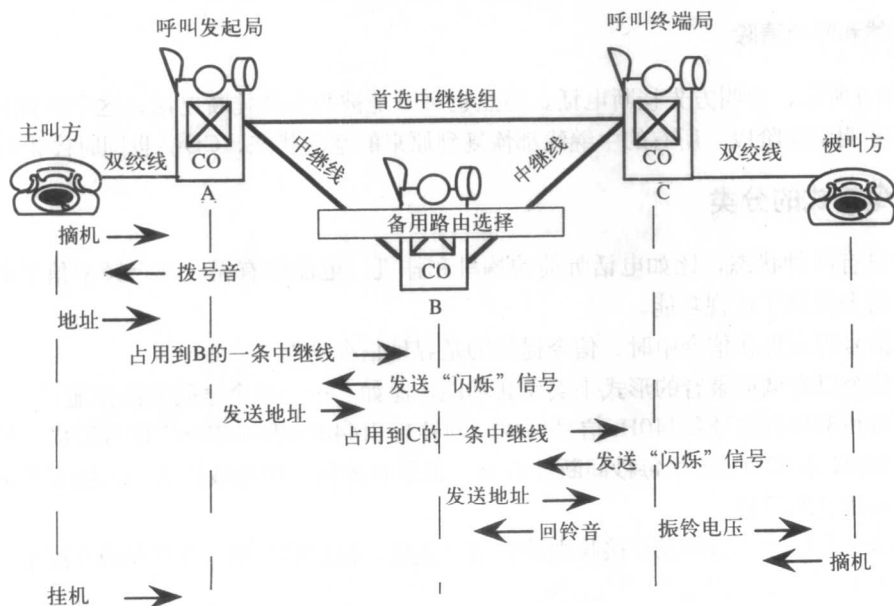 呼叫发起局
呼叫终端局
首选中继线组
主叫方
双绞线
CO
A
中继线
中继线
CO
C
双绞线
被叫方
备用路由选择
CO
B
摘机
拨号音
地址
占用到B的一条中继线
发送“闪烁”信号
发送地址
占用到C的一条中继线
发送“闪烁”信号
发送地址
回铃音
振铃电压
摘机
挂机